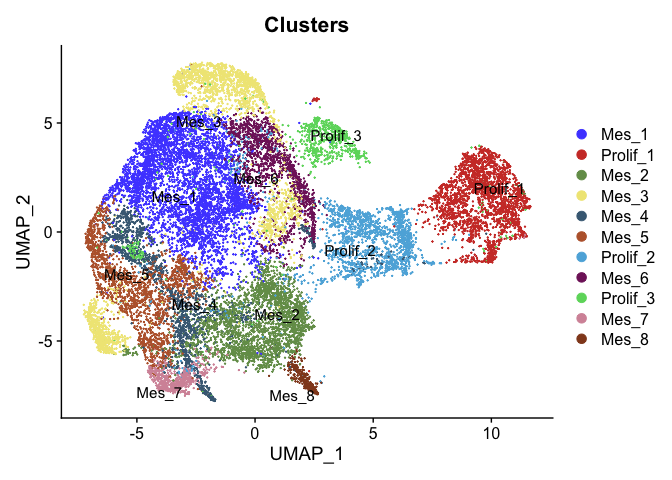 Clusters
UMAP_2
5
0
-5
-5
0
5
10
UMAP_1
Mes_3
Prolif_3
Mes_6
Mes_1
Prolif_1
Prolif_2
Mes_5
Mes_4
Mes_2
Mes_7
Mes_8
Mes_1
Prolif_1
Mes_2
Mes_3
Mes_4
Mes_5
Prolif_2
Mes_6
Prolif_3
Mes_7
Mes_8